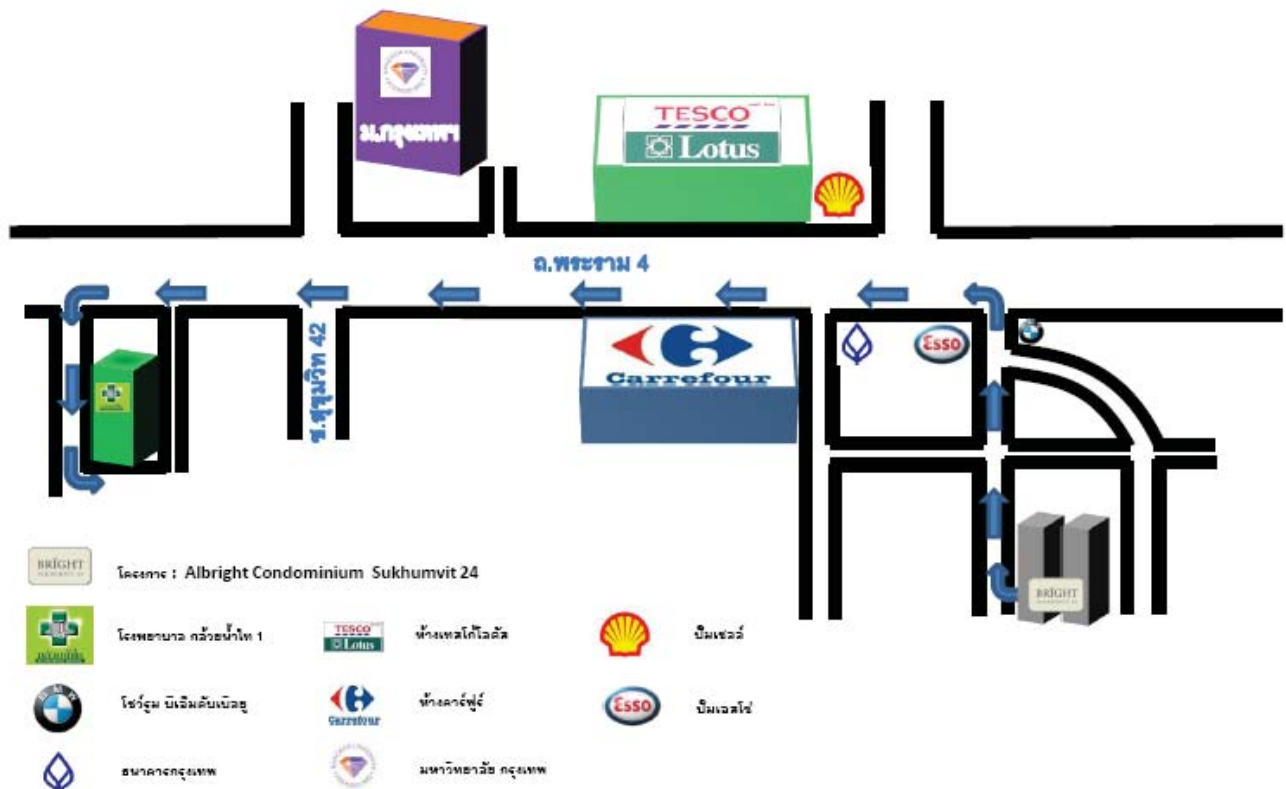 ม.กรุงเทพฯ
TESCO
Lotus
ถ.พระราม 4
ซ.สุขุมวิท 42
Carrefour
Esso
BRIGHT
BRIGHT
โครงการ : Albright Condominium Sukhumvit 24
โรงพยาบาล กล้วยน้ำไท 1
TESCO
Lotus
ห้างเทสโก้โลตัส
ปั๊มเชลล์
BMW
โชว์รูม บีเอ็มดับเบิลยู
Carrefour
ห้างคาร์ฟูร์
Esso
ปั๊มเอสโซ่
ธนาคารกรุงเทพ
มหาวิทยาลัย กรุงเทพ